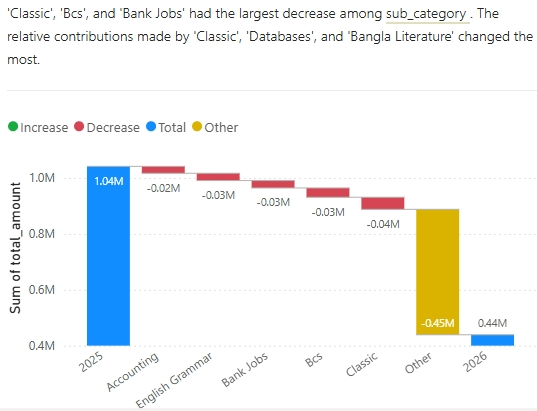 'Classic', 'Bcs', and 'Bank Jobs' had the largest decrease among sub_category . The
relative contributions made by 'Classic', 'Databases', and 'Bangla Literature' changed the
most.
Increase Decrease Total Other
Sum of total_amount
1.0M
0.8M
0.6M
0.4M
1.04M
-0.02M
-0.03M
-0.03M
-0.03M
-0.04M
-0.45M
0.44M
2025
Accounting
English Grammar
Bank Jobs
Bcs
Classic
Other
2026